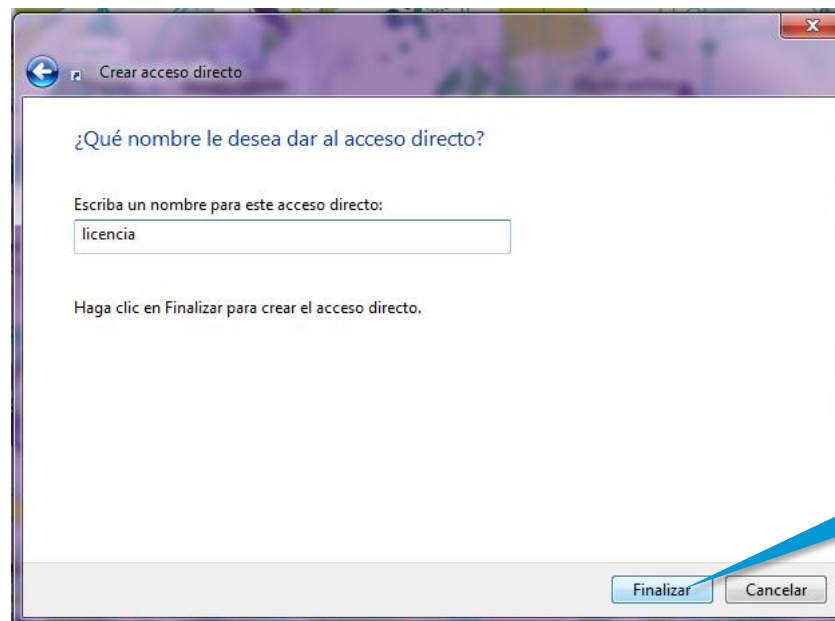 Crear acceso directo
¿Qué nombre le desea dar al acceso directo?
Escriba un nombre para este acceso directo:
licencia
Haga clic en Finalizar para crear el acceso directo.
Finalizar
Cancelar